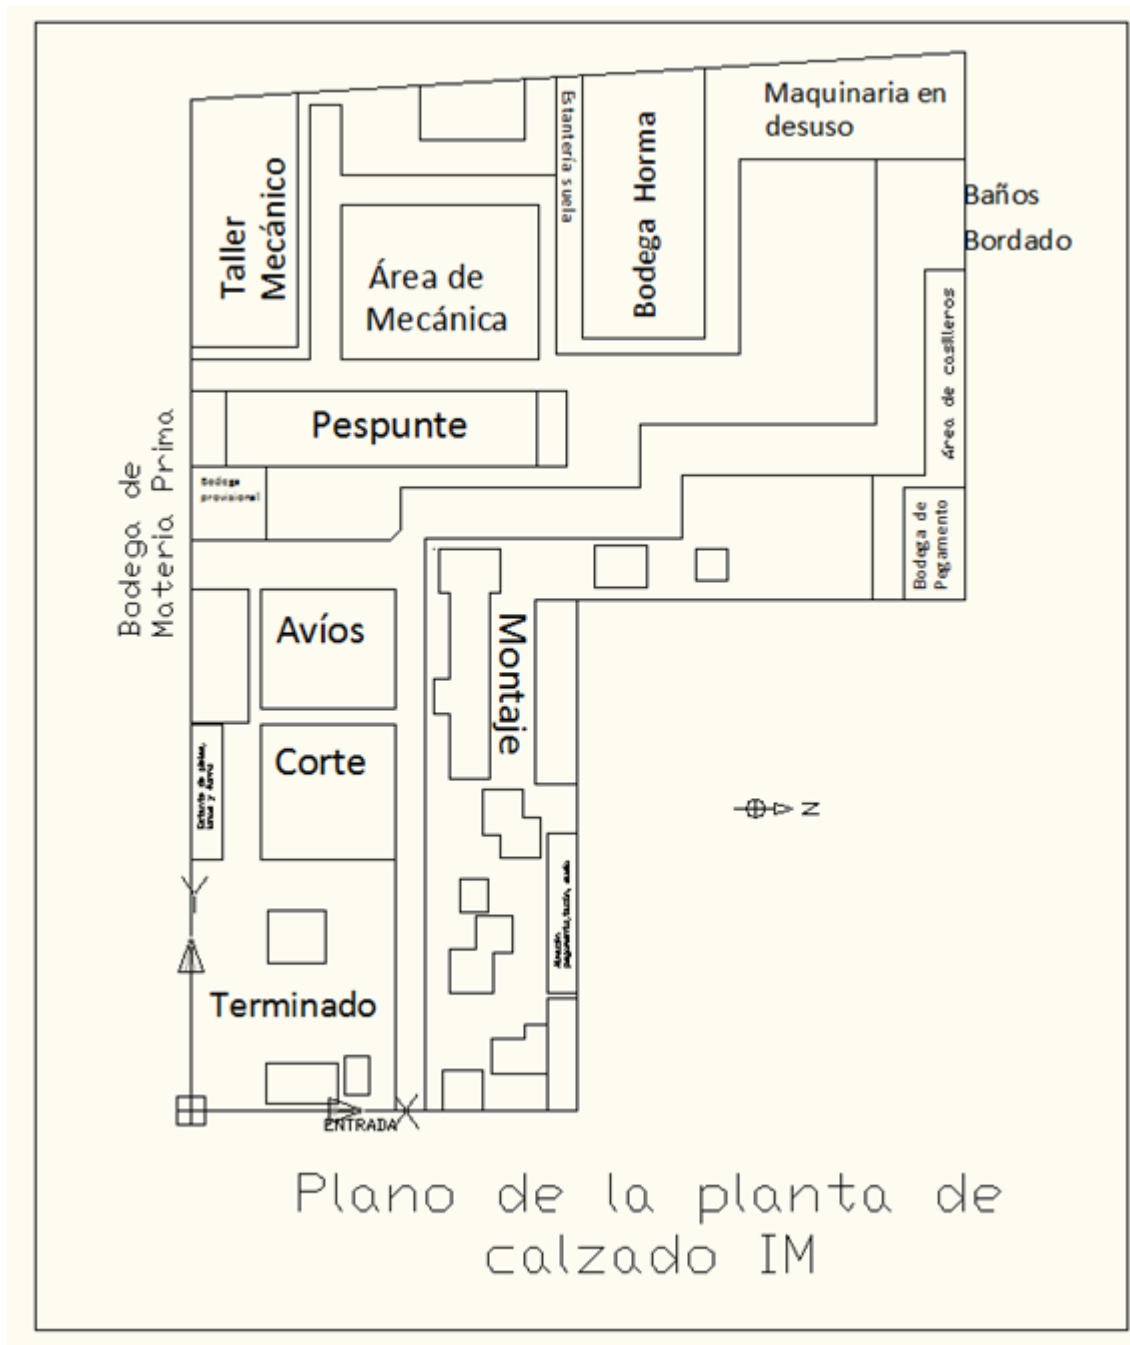 Maquinaria en
desuso
Estantería suela
Bodega Horma
Taller
Mecánico
Baños
Bordado
Área de
Mecánica
Área de casilleros
Pespunte
Bodega de
Materia Prima
Bodega
provisional
Bodega de
Pegamento
Avíos
Montaje
Corte
N
Y
Terminado
X
ENTRADA
Plano de la planta de
calzado IM